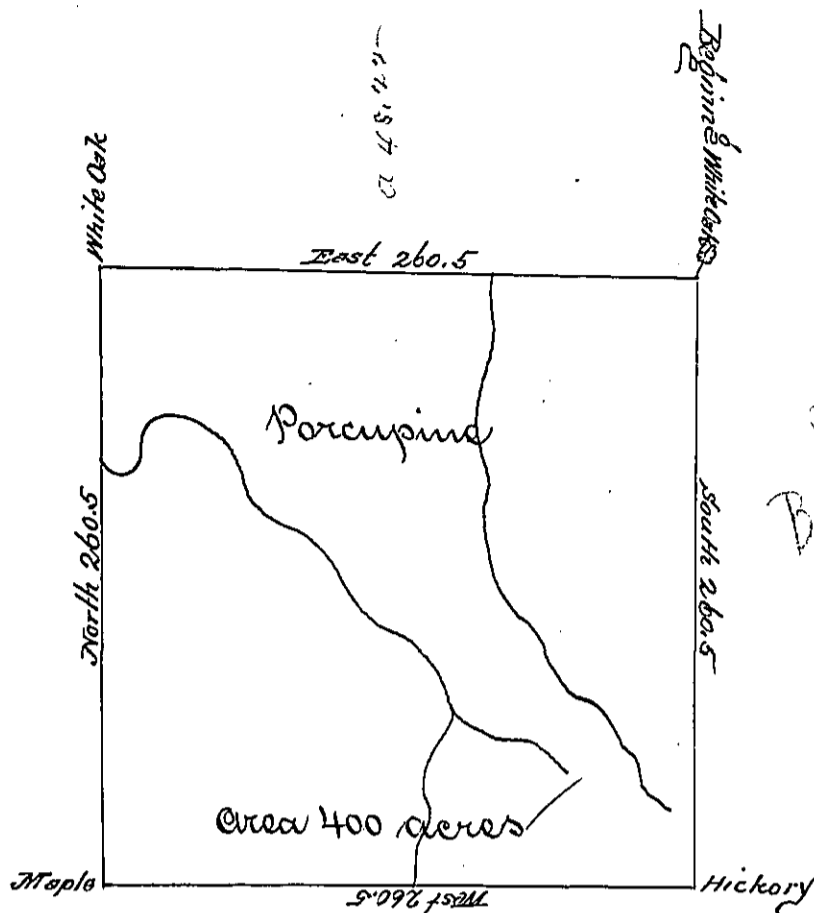 Beginng White Oak
White Oak
East 260.5
Porcupine
North 260.5
South 260.5
Area 400 acres
Maple
West 260.5
Hickory